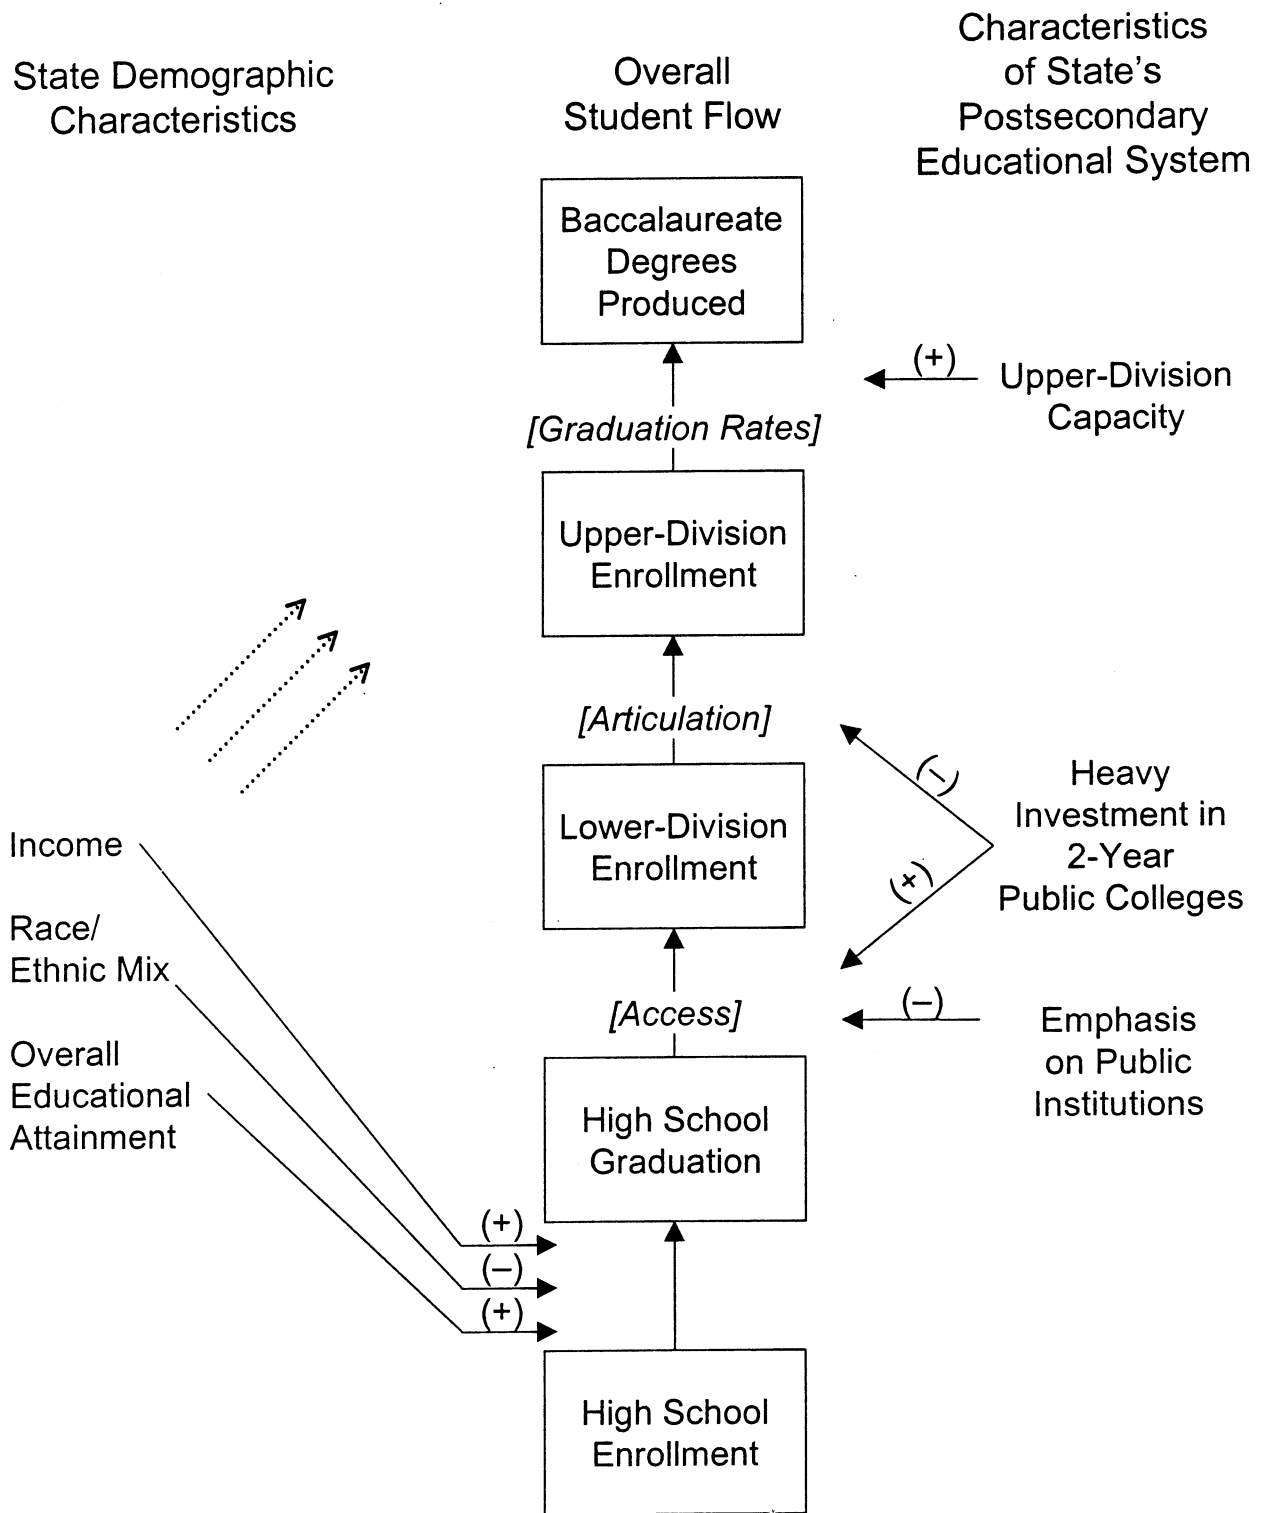 State Demographic
Characteristics
Overall
Student Flow
Characteristics
of State's
Postsecondary
Educational System
Baccalaureate
Degrees
Produced
(+)
Upper-Division
Capacity
[Graduation Rates]
Upper-Division
Enrollment
[Articulation]
(–)
Heavy
Investment in
2-Year
Public Colleges
(+)
Lower-Division
Enrollment
Income
Race/
Ethnic Mix
Overall
Educational
Attainment
[Access]
(–)
Emphasis
on Public
Institutions
High School
Graduation
(+)
(–)
(+)
High School
Enrollment